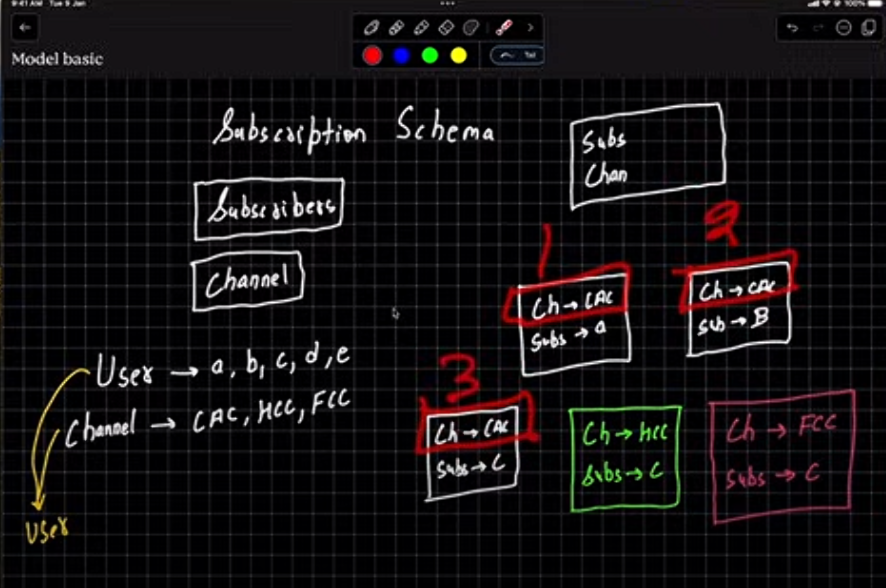 9:41 AM Tue 9 Jan
100%
Model basic
Subscription Schema
Subs
Chan
Subscribers
Channel
1
2
Ch → CAC
Subs → a
Ch → CAC
Sub → B
User → a, b, c, d, e
Channel → CAC, HCC, FCC
User
3
Ch → CAC
Subs → C
Ch → HCC
Subs → C
Ch → FCC
Subs → C